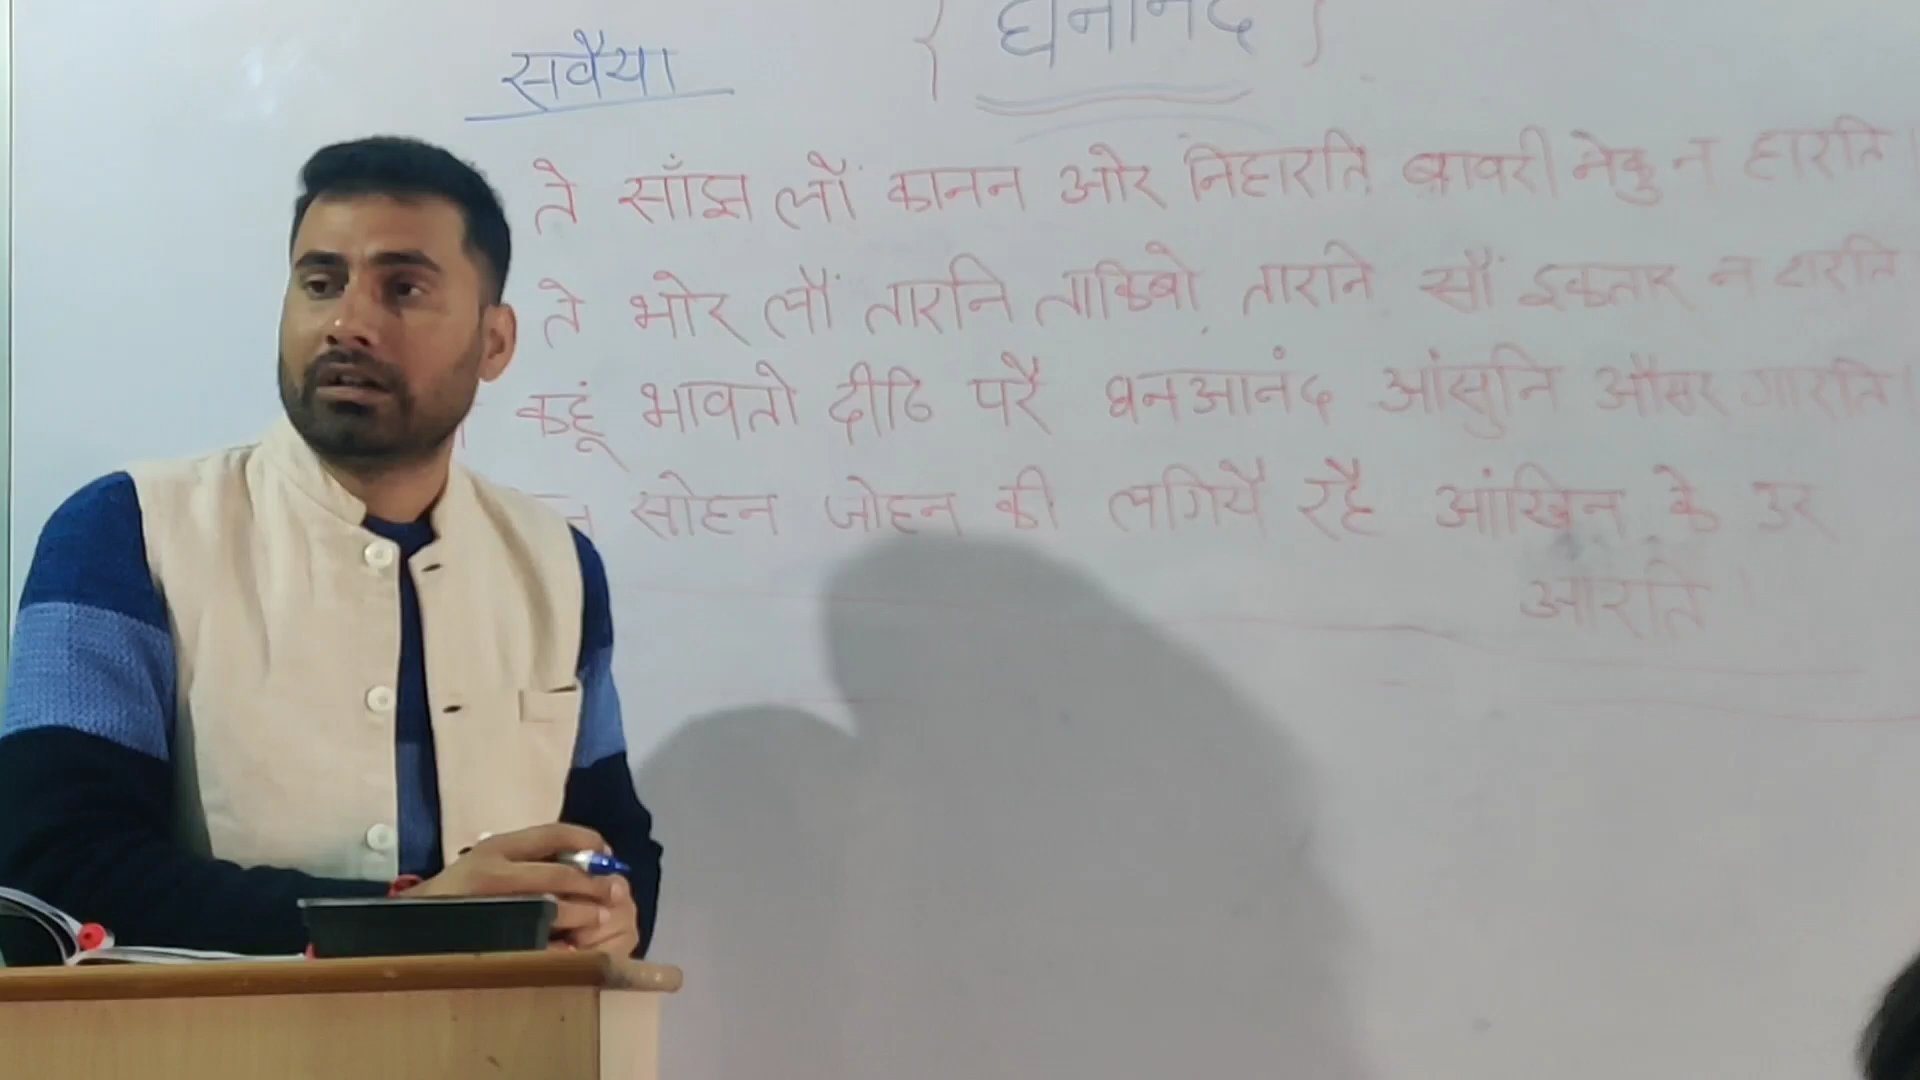 सवैया { घनानंद }
ते साँझ लौं कानन ओर निहारति बावरी नेकु न हारति।
ते भोर लौं तारनि ताकिबो तारनि सौं इकतार न टारति
कहूं भावतो दीठि परै घनआनंद आंसुनि औसर गारति।
न सोहन जोहन की लगियै रहै आंखिन के उर
आरति।